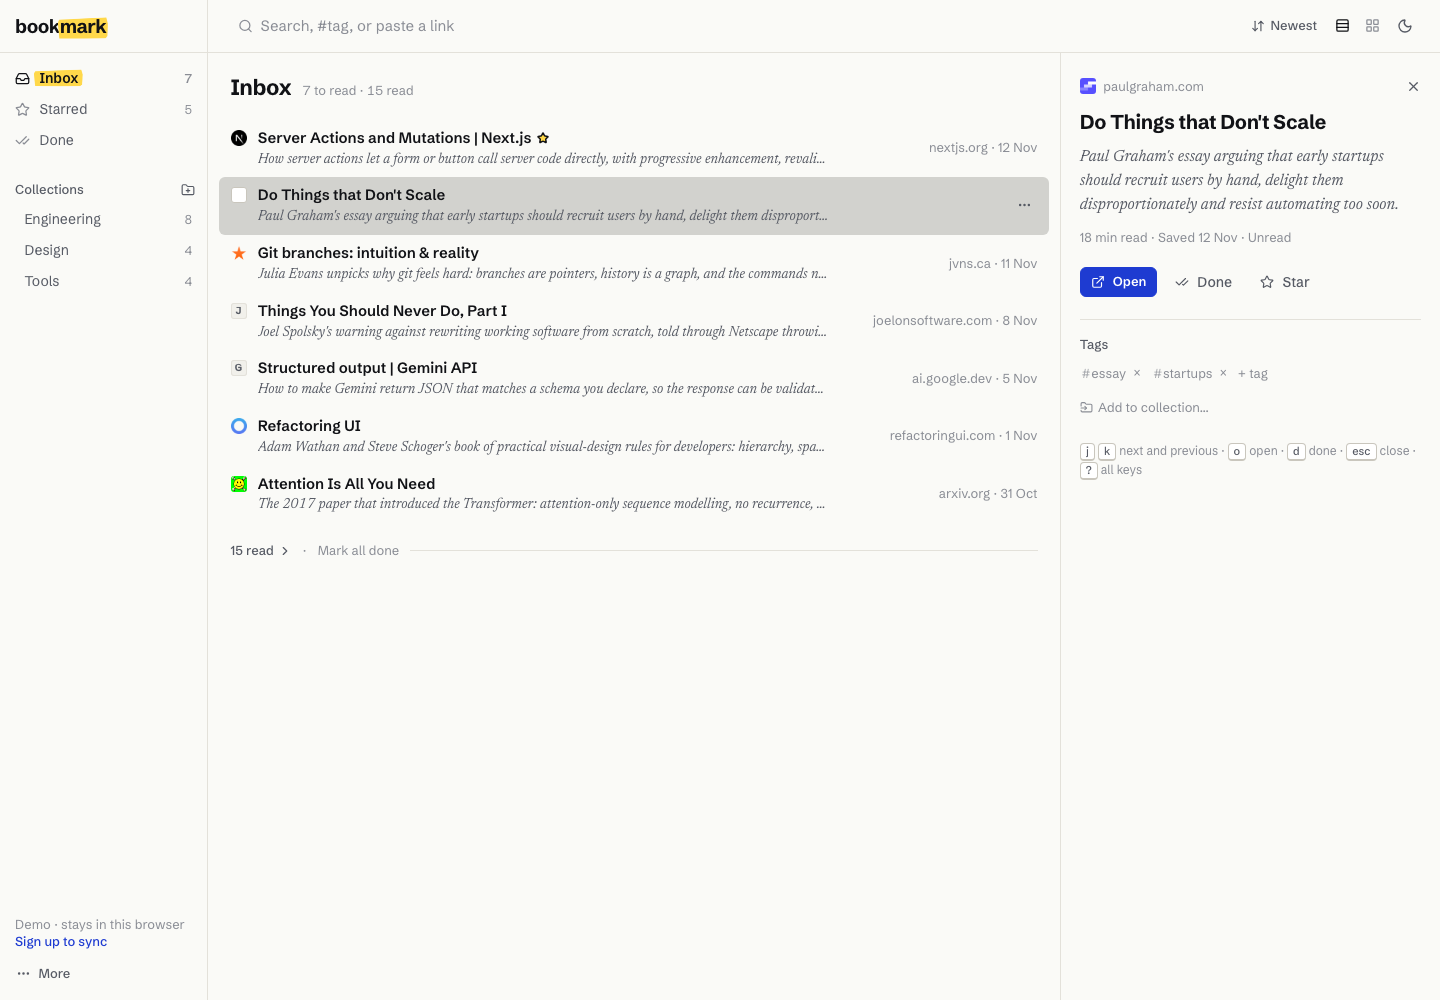 bookmark
Search, #tag, or paste a link
Newest
Inbox 7
Starred 5
Done
Collections
Engineering 8
Design 4
Tools 4
Demo · stays in this browser
Sign up to sync
More
Inbox 7 to read · 15 read
Server Actions and Mutations | Next.js
How server actions let a form or button call server code directly, with progressive enhancement, revali...
nextjs.org · 12 Nov
Do Things that Don't Scale
Paul Graham's essay arguing that early startups should recruit users by hand, delight them disproport...
Git branches: intuition & reality
Julia Evans unpicks why git feels hard: branches are pointers, history is a graph, and the commands n...
jvns.ca · 11 Nov
J
Things You Should Never Do, Part I
Joel Spolsky's warning against rewriting working software from scratch, told through Netscape throwi...
joelonsoftware.com · 8 Nov
G
Structured output | Gemini API
How to make Gemini return JSON that matches a schema you declare, so the response can be validat...
ai.google.dev · 5 Nov
Refactoring UI
Adam Wathan and Steve Schoger's book of practical visual-design rules for developers: hierarchy, spa...
refactoringui.com · 1 Nov
Attention Is All You Need
The 2017 paper that introduced the Transformer: attention-only sequence modelling, no recurrence, ...
arxiv.org · 31 Oct
15 read · Mark all done
paulgraham.com
Do Things that Don't Scale
Paul Graham's essay arguing that early startups
should recruit users by hand, delight them
disproportionately and resist automating too soon.
18 min read · Saved 12 Nov · Unread
Open Done Star
Tags
#essay × #startups × + tag
Add to collection...
j k next and previous · o open · d done · esc close ·
? all keys